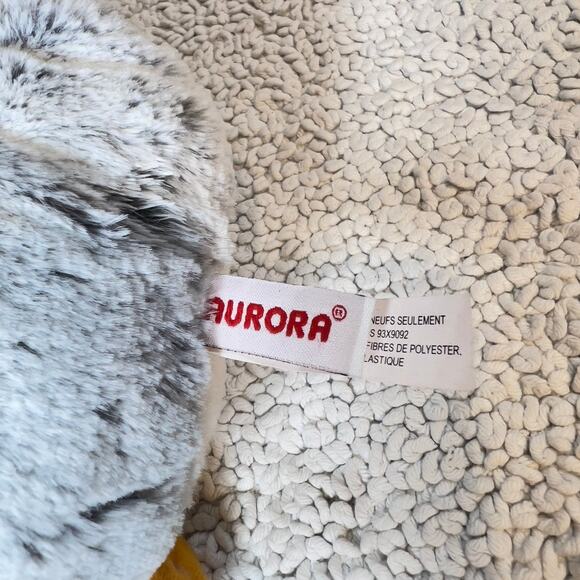 AURORA®
NEUFS SEULEMENT
S 93X9092
FIBRES DE POLYESTER,
LASTIQUE